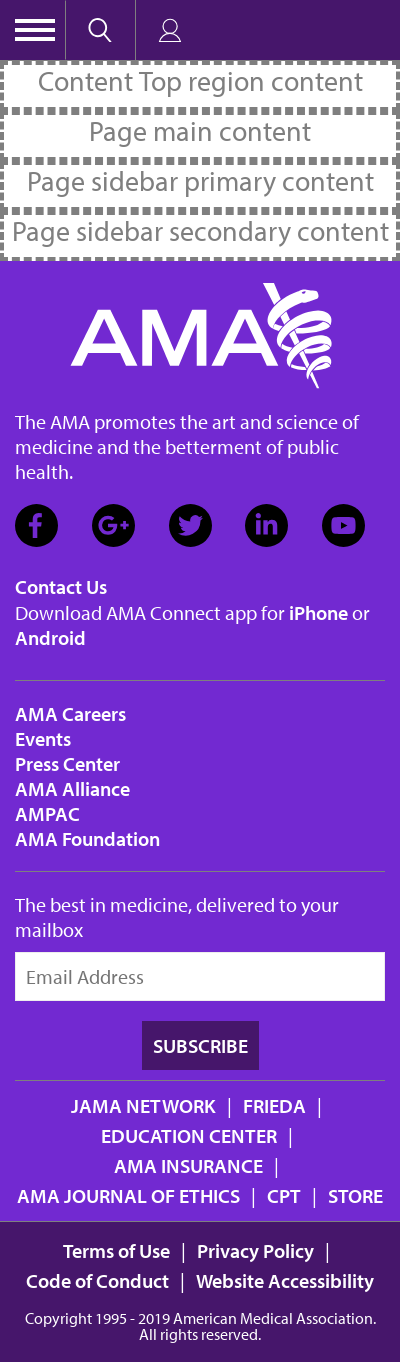 Content Top region content
Page main content
Page sidebar primary content
Page sidebar secondary content
AMA
The AMA promotes the art and science of
medicine and the betterment of public
health.
Contact Us
Download AMA Connect app for iPhone or
Android
AMA Careers
Events
Press Center
AMA Alliance
AMPAC
AMA Foundation
The best in medicine, delivered to your
mailbox
Email Address
SUBSCRIBE
JAMA NETWORK | FRIEDA |
EDUCATION CENTER |
AMA INSURANCE |
AMA JOURNAL OF ETHICS | CPT | STORE
Terms of Use | Privacy Policy |
Code of Conduct | Website Accessibility
Copyright 1995 - 2019 American Medical Association.
All rights reserved.